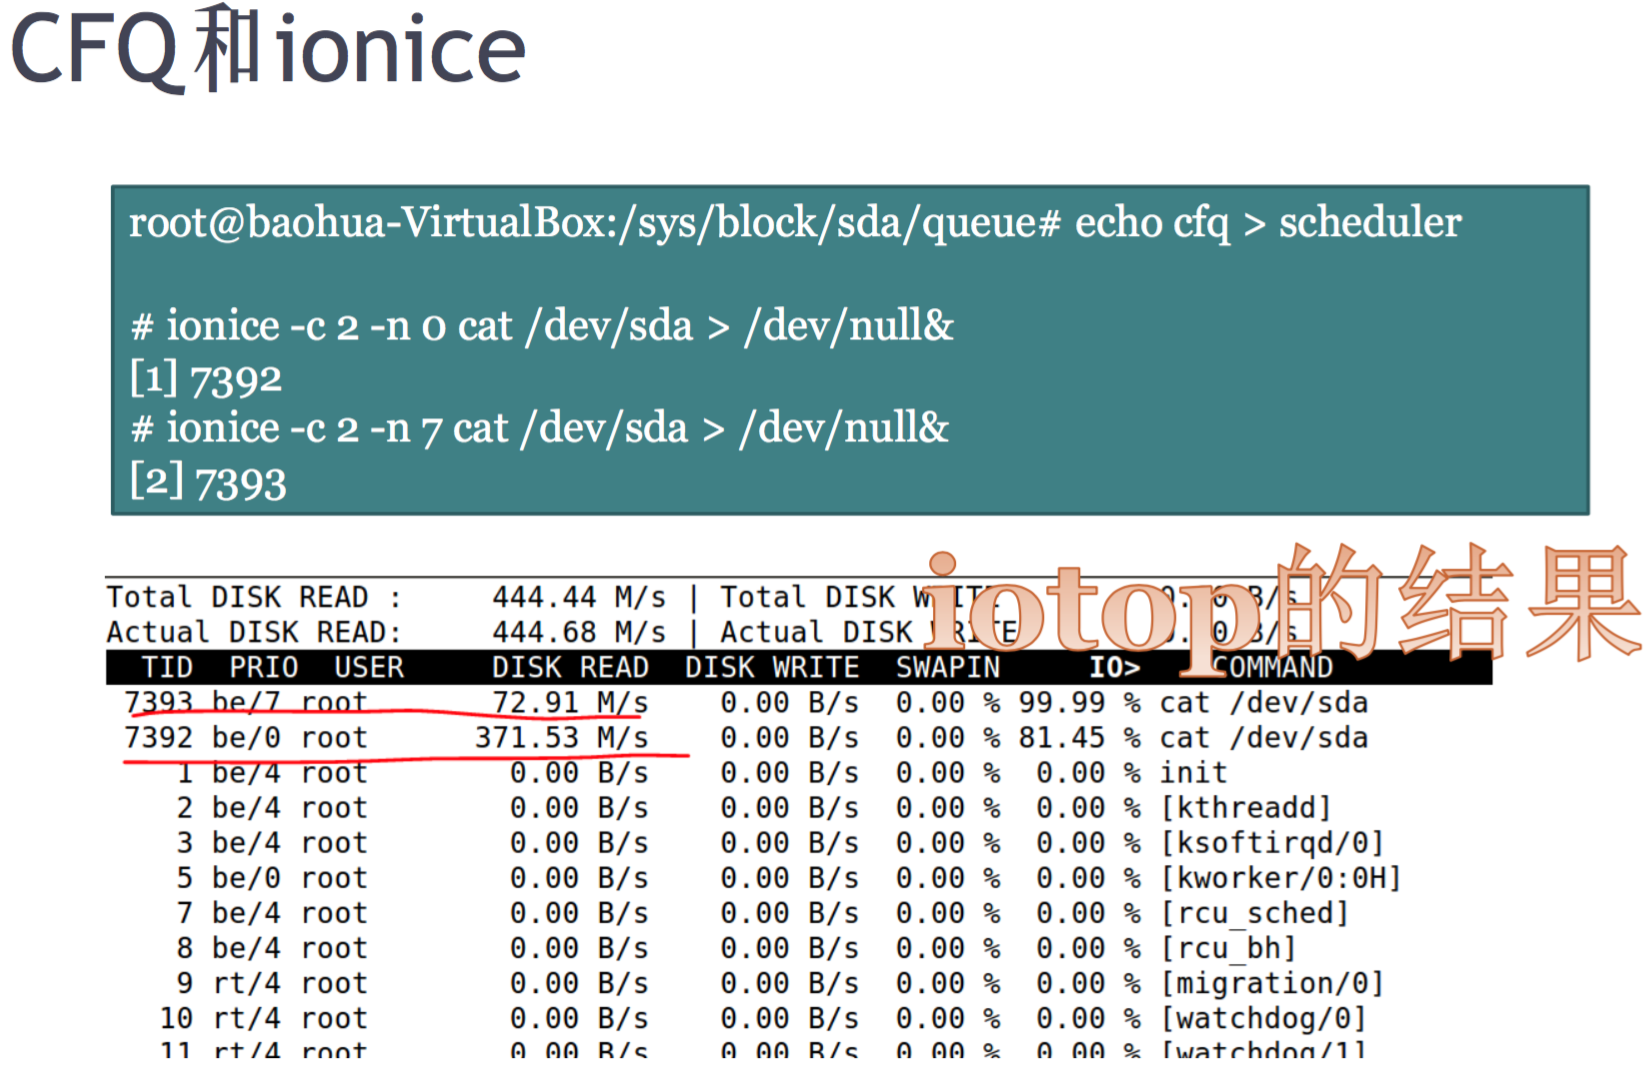 CFQ和ionice
root@baohua-VirtualBox:/sys/block/sda/queue# echo cfq > scheduler
# ionice -c 2 -n 0 cat /dev/sda > /dev/null&
[1] 7392
# ionice -c 2 -n 7 cat /dev/sda > /dev/null&
[2] 7393
iotop的结果
Total DISK READ : 444.44 M/s | Total DISK WRITE 0.00 B/s
Actual DISK READ: 444.68 M/s | Actual DISK WRITE 0.00 B/s
TID PRIO USER DISK READ DISK WRITE SWAPIN IO> COMMAND
7393 be/7 root 72.91 M/s 0.00 B/s 0.00 % 99.99 % cat /dev/sda
7392 be/0 root 371.53 M/s 0.00 B/s 0.00 % 81.45 % cat /dev/sda
1 be/4 root 0.00 B/s 0.00 B/s 0.00 % 0.00 % init
2 be/4 root 0.00 B/s 0.00 B/s 0.00 % 0.00 % [kthreadd]
3 be/4 root 0.00 B/s 0.00 B/s 0.00 % 0.00 % [ksoftirqd/0]
5 be/0 root 0.00 B/s 0.00 B/s 0.00 % 0.00 % [kworker/0:0H]
7 be/4 root 0.00 B/s 0.00 B/s 0.00 % 0.00 % [rcu_sched]
8 be/4 root 0.00 B/s 0.00 B/s 0.00 % 0.00 % [rcu_bh]
9 rt/4 root 0.00 B/s 0.00 B/s 0.00 % 0.00 % [migration/0]
10 rt/4 root 0.00 B/s 0.00 B/s 0.00 % 0.00 % [watchdog/0]
11 rt/4 root 0.00 B/s 0.00 B/s 0.00 % 0.00 % [watchdog/1]